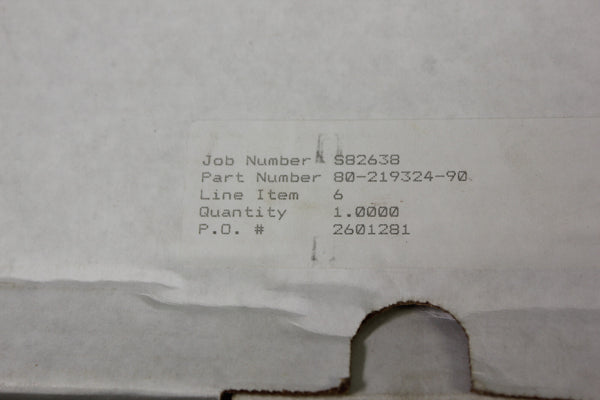 Job Number S82638
Part Number 80-219324-90
Line Item 6
Quantity 1.0000
P.O. # 2601281